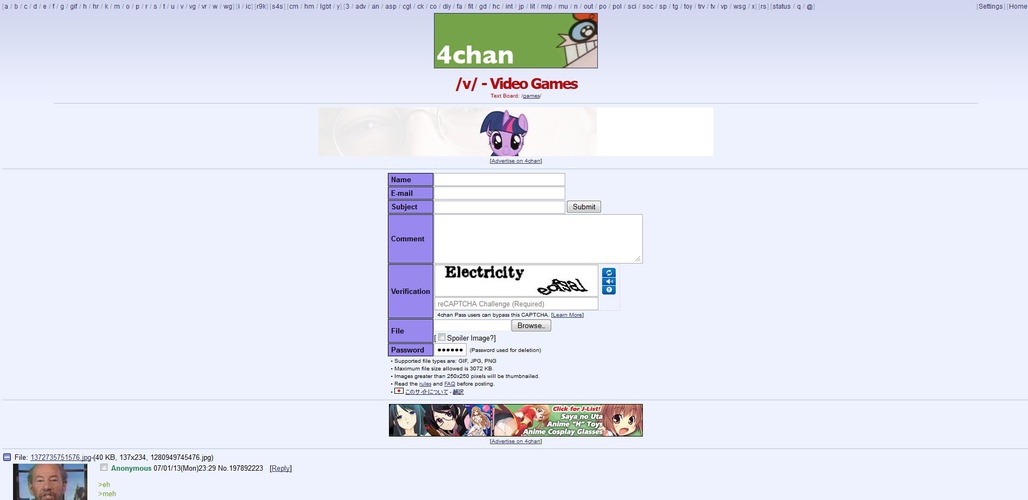 [a / b / c / d / e / f / g / gif / h / hr / k / m / o / p / r / s / t / u / v / vg / vr / w / wg] [i / ic] [r9k] [s4s] [cm / hm / lgbt / y] [3 / adv / an / asp / cgl / ck / co / diy / fa / fit / gd / hc / int / jp / lit / mlp / mu / n / out / po / pol / sci / soc / sp / tg / toy / trv / tv / vp / wsg / x] [rs] [status / q / @] [Settings] [Home
4chan
/v/ - Video Games
Text Board: /games/
[Advertise on 4chan]
Name
E-mail
Subject Submit
Comment
Verification
Electricity
reCAPTCHA Challenge (Required)
4chan Pass users can bypass this CAPTCHA. [Learn More]
File Browse..
[ Spoiler Image?]
Password •••••• (Password used for deletion)
• Supported file types are: GIF, JPG, PNG
• Maximum file size allowed is 3072 KB.
• Images greater than 250x250 pixels will be thumbnailed.
• Read the rules and FAQ before posting.
• このサイトについて - 翻訳
Click for J-List!
Saya no Uta
Anime "H" Toys
Anime Cosplay Glasses
[Advertise on 4chan]
File: 1372735751576.jpg-(40 KB, 137x234, 1280949745476.jpg)
Anonymous 07/01/13(Mon)23:29 No.197892223 [Reply]
>eh
>meh